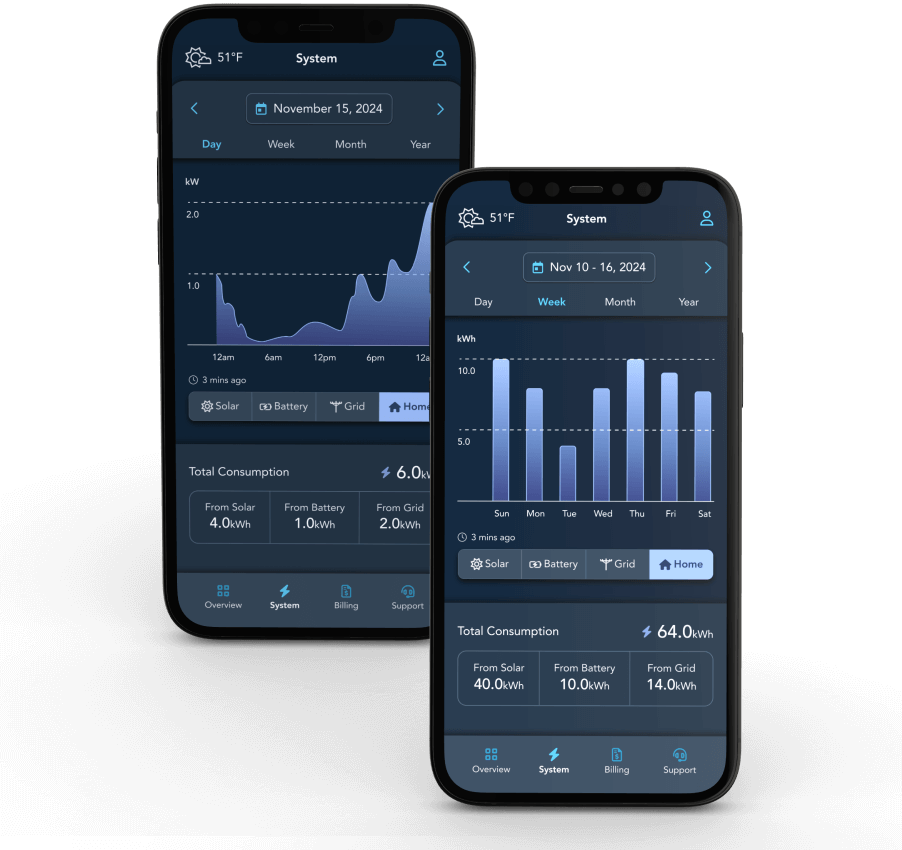 51°F
System
November 15, 2024
Day Week Month Year
kW
2.0
1.0
12am 6am 12pm 6pm 12a
3 mins ago
Solar Battery Grid Home
Total Consumption 6.0kW
From Solar From Battery From Grid
4.0kWh 1.0kWh 2.0kWh
Overview System Billing Support
51°F
System
Nov 10 - 16, 2024
Day Week Month Year
kWh
10.0
5.0
Sun Mon Tue Wed Thu Fri Sat
3 mins ago
Solar Battery Grid Home
Total Consumption 64.0kWh
From Solar From Battery From Grid
40.0kWh 10.0kWh 14.0kWh
Overview System Billing Support